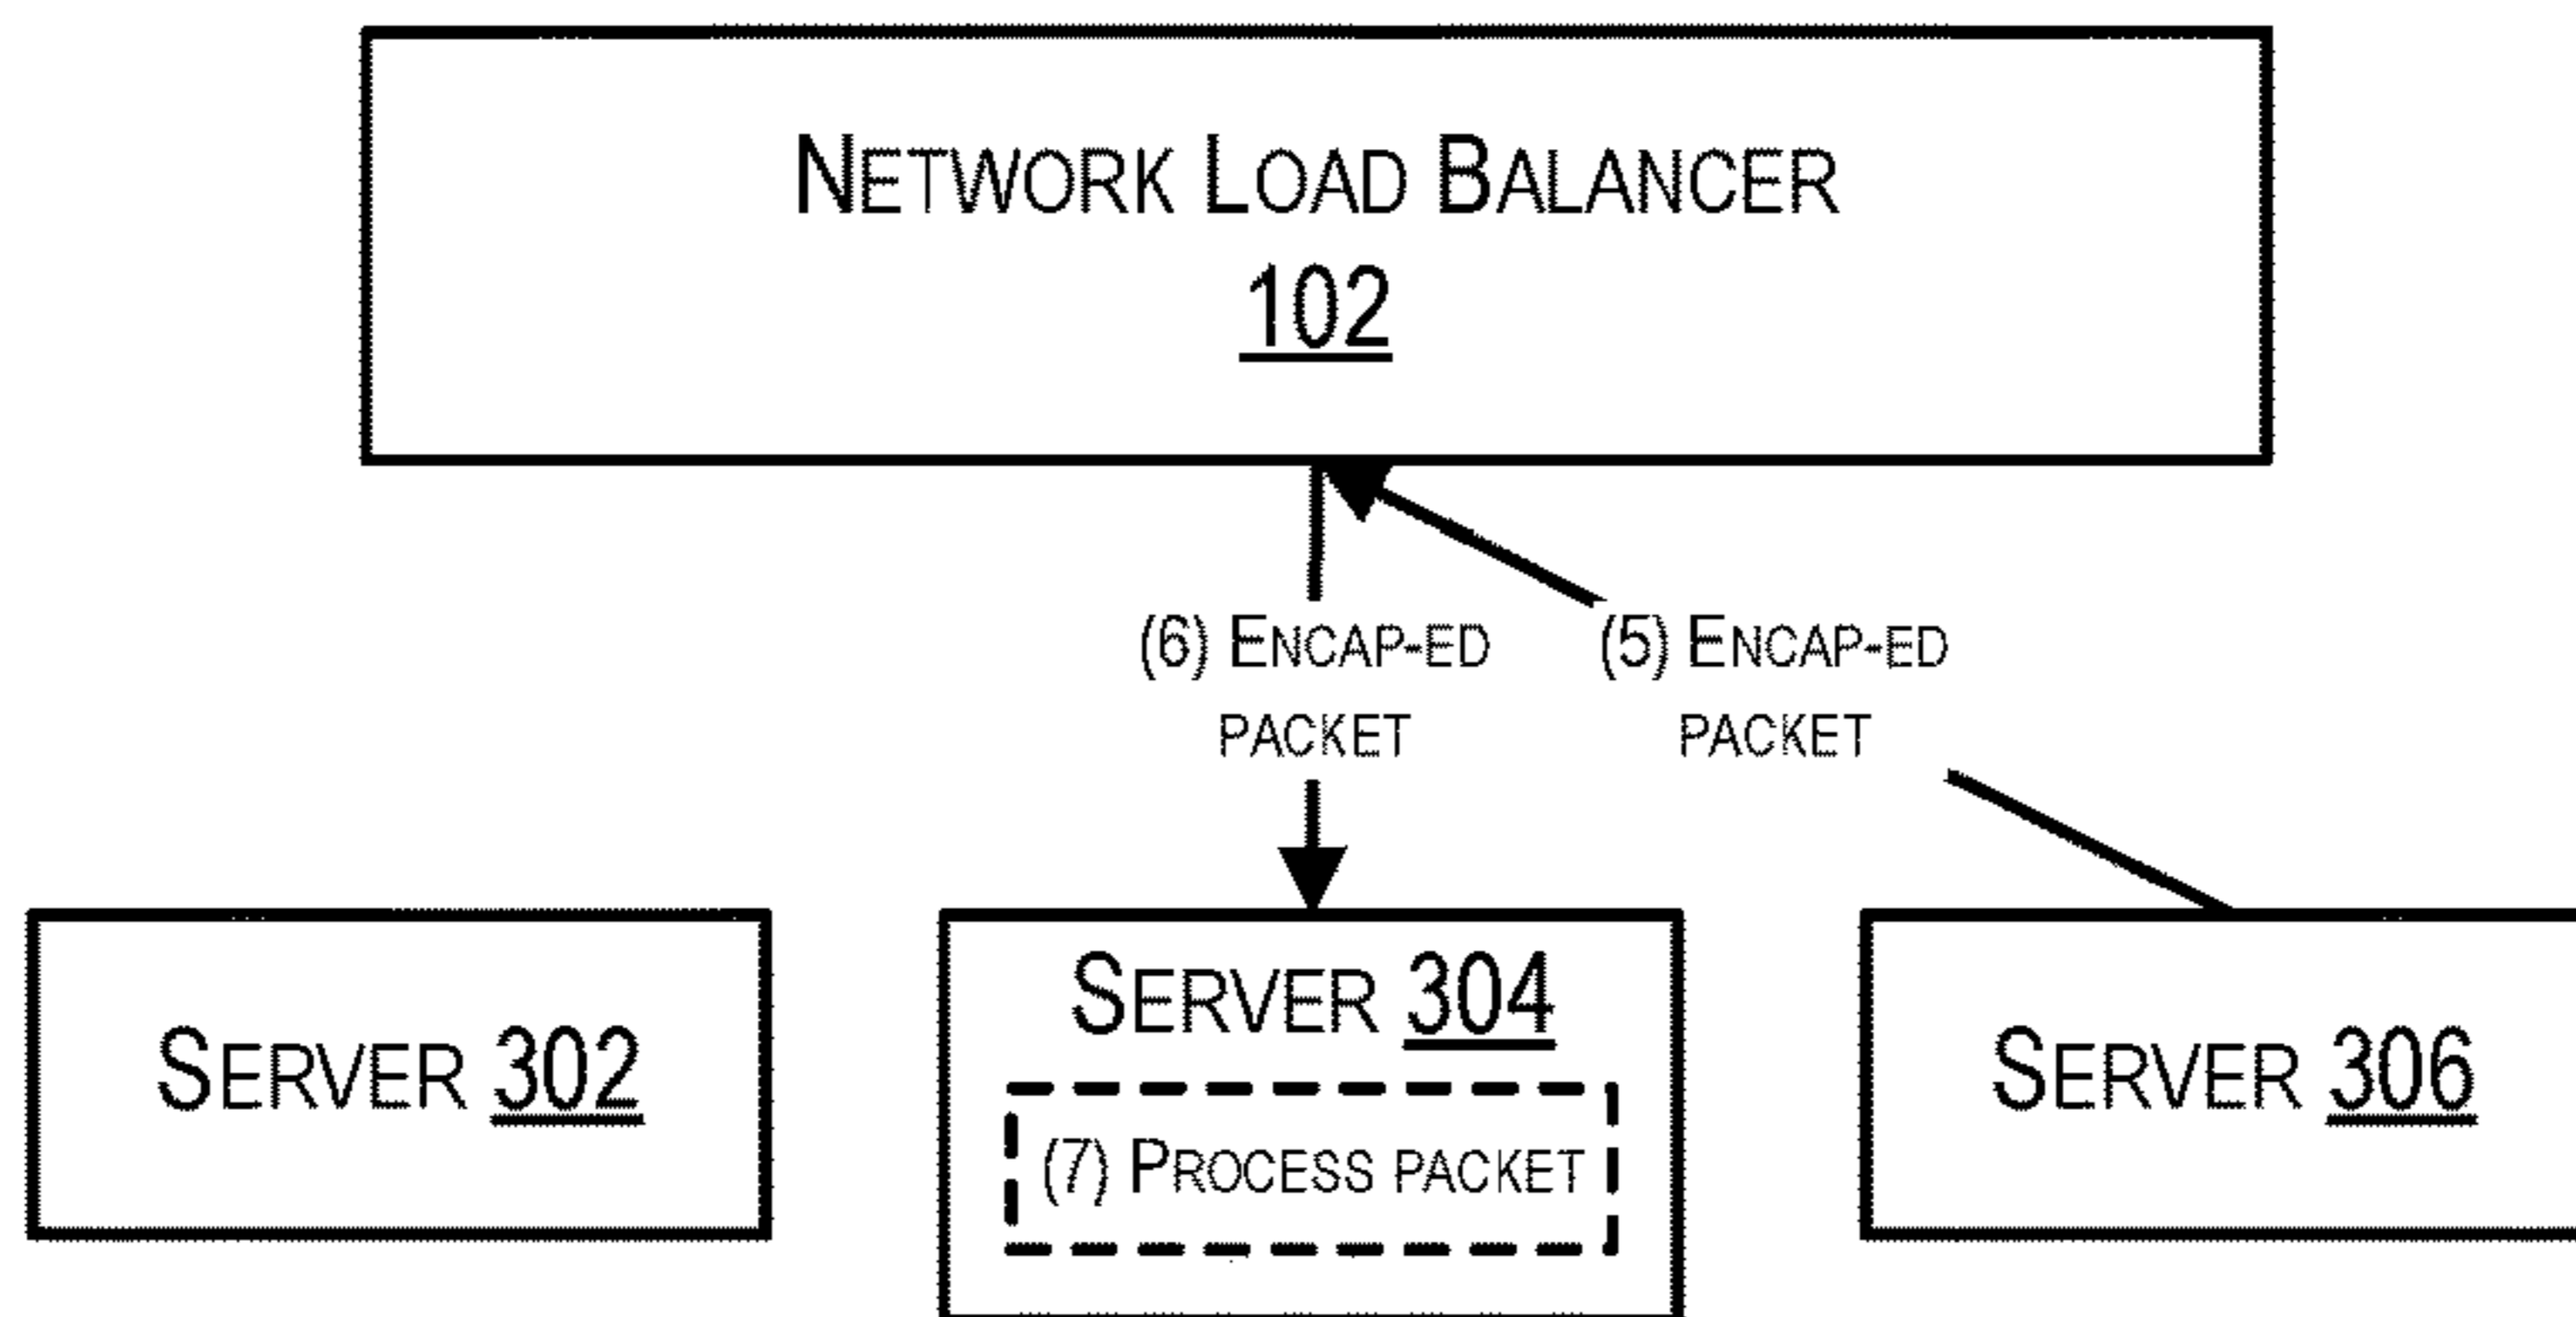 NETWORK LOAD BALANCER
102
(6) ENCAP-ED
PACKET
(5) ENCAP-ED
PACKET
SERVER 302
SERVER 304
(7) PROCESS PACKET
SERVER 306